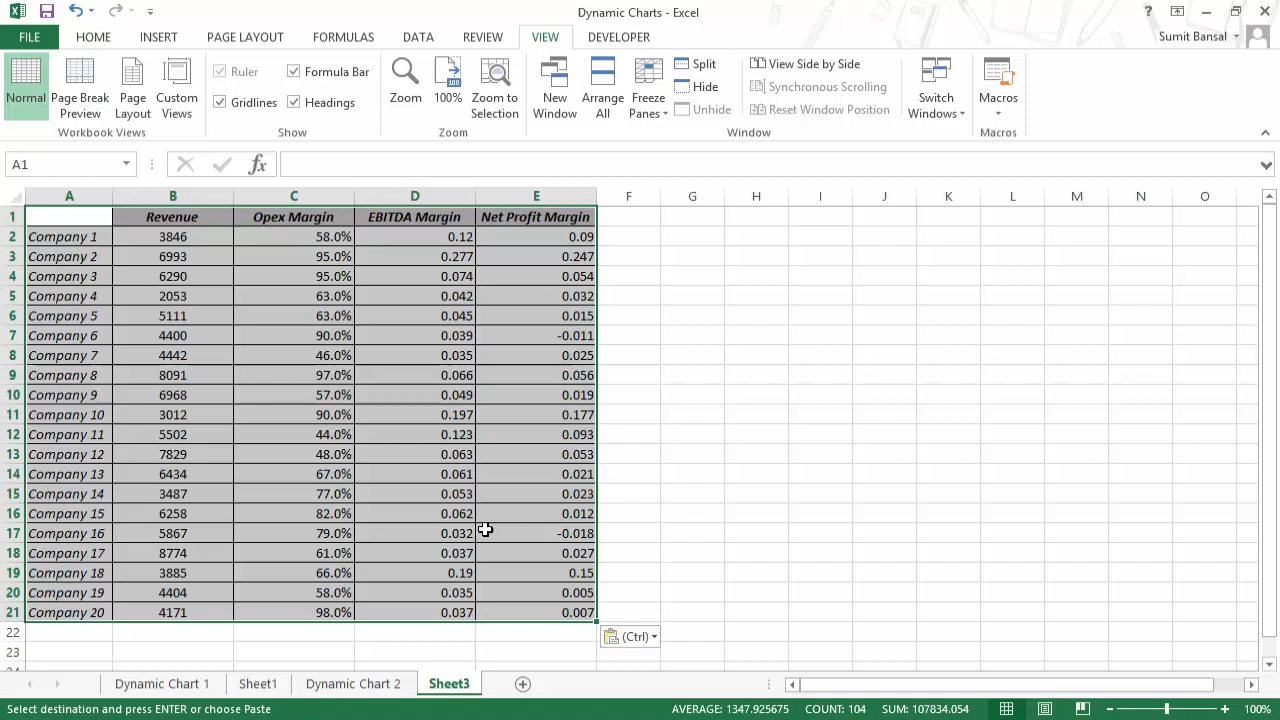 Dynamic Charts - Excel
FILE HOME INSERT PAGE LAYOUT FORMULAS DATA REVIEW VIEW DEVELOPER Sumit Bansal
Normal
Page Break Preview
Page Layout
Custom Views
Workbook Views
Ruler
Formula Bar
Gridlines
Headings
Show
Zoom
100
100%
Zoom to Selection
Zoom
New Window
Arrange All
Freeze Panes
Split
Hide
Unhide
View Side by Side
Synchronous Scrolling
Reset Window Position
Window
Switch Windows
Macros
Macros
A1 fx
A B C D E F G H I J K L M N O
1 Revenue Opex Margin EBITDA Margin Net Profit Margin
2 Company 1 3846 58.0% 0.12 0.09
3 Company 2 6993 95.0% 0.277 0.247
4 Company 3 6290 95.0% 0.074 0.054
5 Company 4 2053 63.0% 0.042 0.032
6 Company 5 5111 63.0% 0.045 0.015
7 Company 6 4400 90.0% 0.039 -0.011
8 Company 7 4442 46.0% 0.035 0.025
9 Company 8 8091 97.0% 0.066 0.056
10 Company 9 6968 57.0% 0.049 0.019
11 Company 10 3012 90.0% 0.197 0.177
12 Company 11 5502 44.0% 0.123 0.093
13 Company 12 7829 48.0% 0.063 0.053
14 Company 13 6434 67.0% 0.061 0.021
15 Company 14 3487 77.0% 0.053 0.023
16 Company 15 6258 82.0% 0.062 0.012
17 Company 16 5867 79.0% 0.032 -0.018
18 Company 17 8774 61.0% 0.037 0.027
19 Company 18 3885 66.0% 0.19 0.15
20 Company 19 4404 58.0% 0.035 0.005
21 Company 20 4171 98.0% 0.037 0.007
22 (Ctrl)
23
Dynamic Chart 1 Sheet1 Dynamic Chart 2 Sheet3
Select destination and press ENTER or choose Paste AVERAGE: 1347.925675 COUNT: 104 SUM: 107834.054 100%